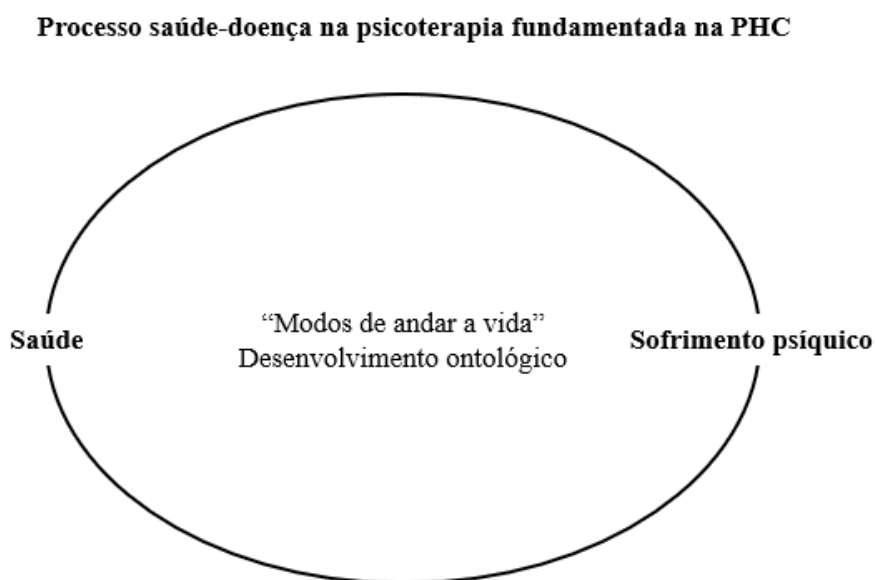 Processo saúde-doença na psicoterapia fundamentada na PHC
“Modos de andar a vida”
Saúde
Sofrimento psíquico
Desenvolvimento ontológico